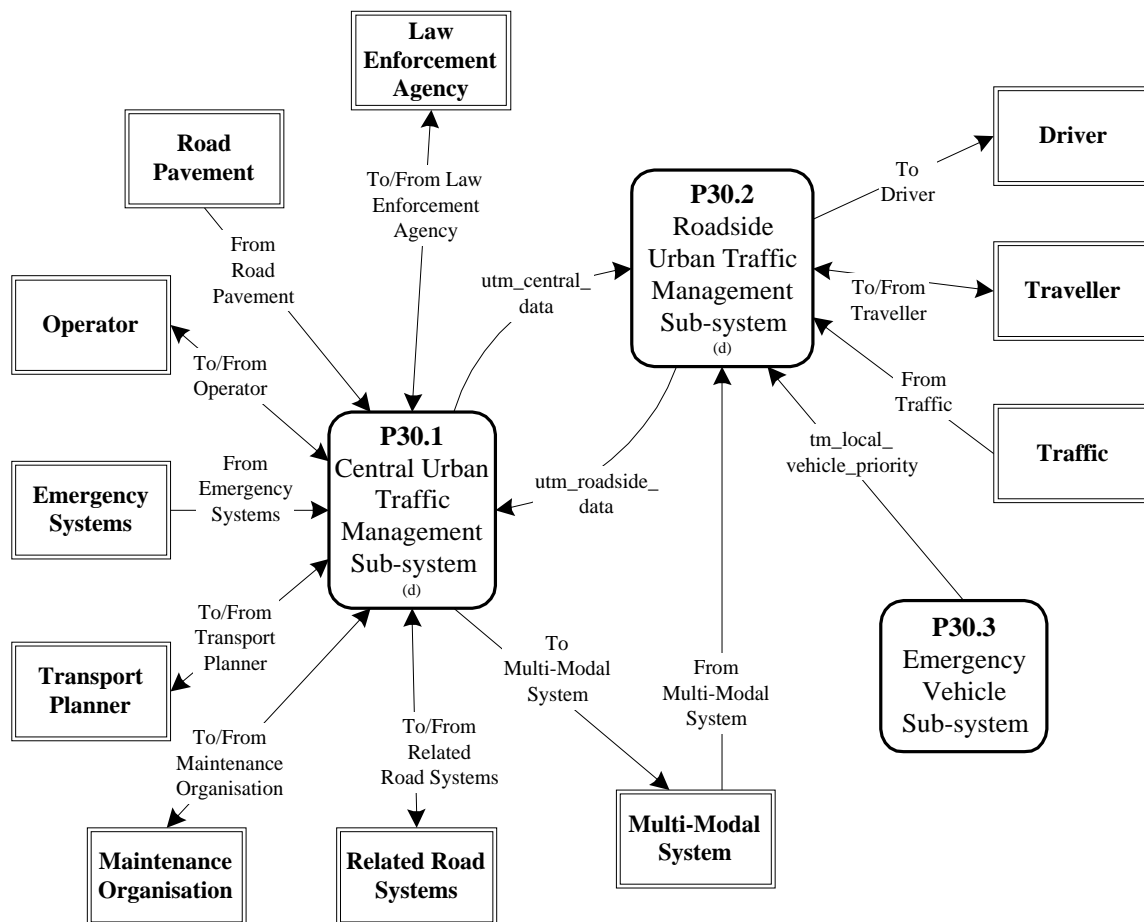 Law
Enforcement
Agency
Road
Pavement
Driver
To/From Law
Enforcement
Agency
To
Driver
P30.2
Roadside
Urban Traffic
Management
Sub-system
(d)
From
Road
Pavement
utm_central_
data
Traveller
To/From
Traveller
Operator
To/From
Operator
From
Traffic
Traffic
tm_local_
vehicle_priority
P30.1
Central Urban
Traffic
Management
Sub-system
(d)
utm_roadside_
data
Emergency
Systems
From
Emergency
Systems
To/From
Transport
Planner
Transport
Planner
To
Multi-Modal
System
From
Multi-Modal
System
P30.3
Emergency
Vehicle
Sub-system
To/From
Maintenance
Organisation
To/From
Related
Road Systems
Maintenance
Organisation
Related Road
Systems
Multi-Modal
System